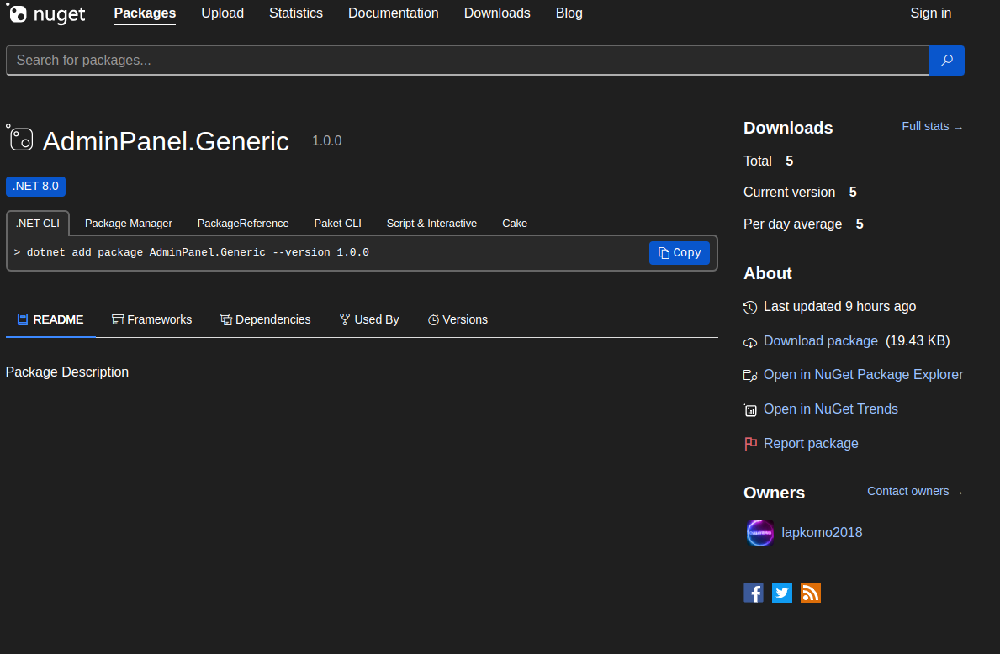 nuget Packages Upload Statistics Documentation Downloads Blog Sign in
Search for packages...
AdminPanel.Generic 1.0.0
.NET 8.0
.NET CLI Package Manager PackageReference Paket CLI Script & Interactive Cake
> dotnet add package AdminPanel.Generic --version 1.0.0 Copy
README Frameworks Dependencies Used By Versions
Package Description
Downloads Full stats →
Total 5
Current version 5
Per day average 5
About
Last updated 9 hours ago
Download package (19.43 KB)
Open in NuGet Package Explorer
Open in NuGet Trends
Report package
Owners Contact owners →
lapkomo2018